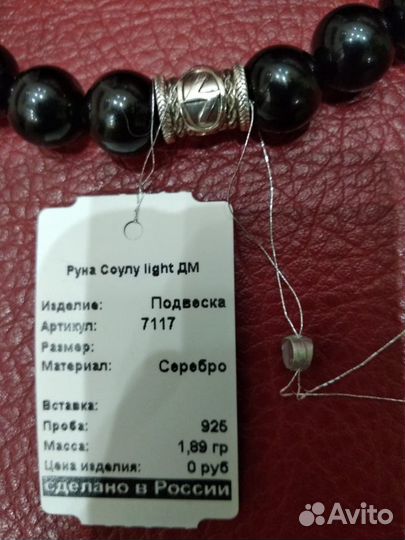 Руна Соулу light ДМ
Изделие: Подвеска
Артикул: 7117
Размер:
Материал: Серебро
Вставка:
Проба: 925
Масса: 1,89 гр
Цена изделия: 0 руб
сделано в России
Avito